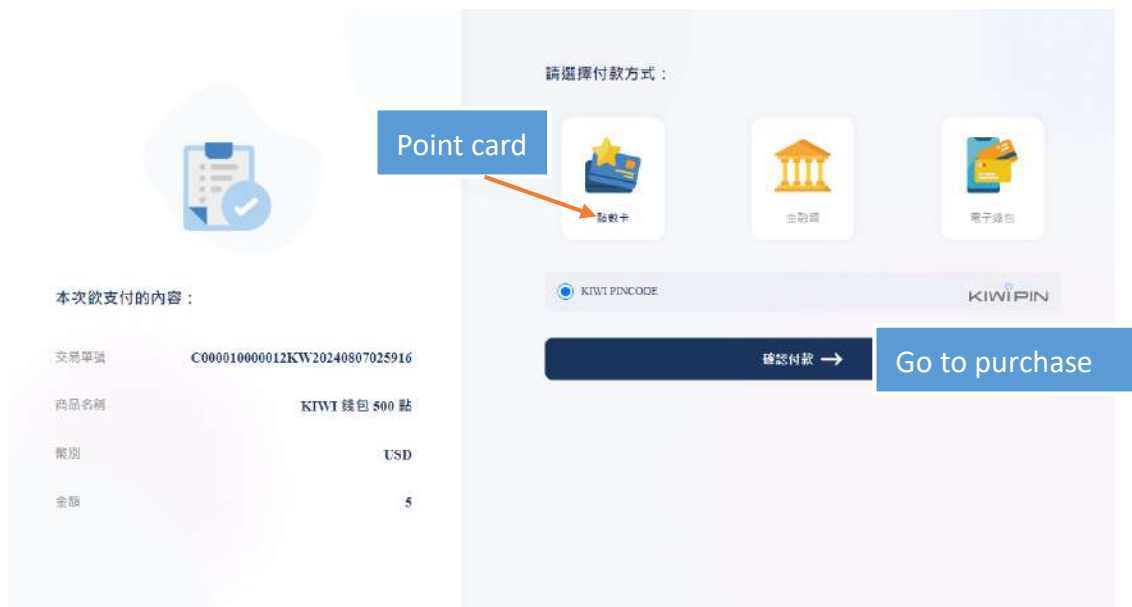 本次欲支付的內容：
交易單號 C000010000012KW20240807025916
商品名稱 KIWI 錢包 500 點
幣別 USD
金額 5
請選擇付款方式：
Point card
點數卡
金融類
電子錢包
KIWI PINCODE
KIWIPIN
確認付款 →
Go to purchase